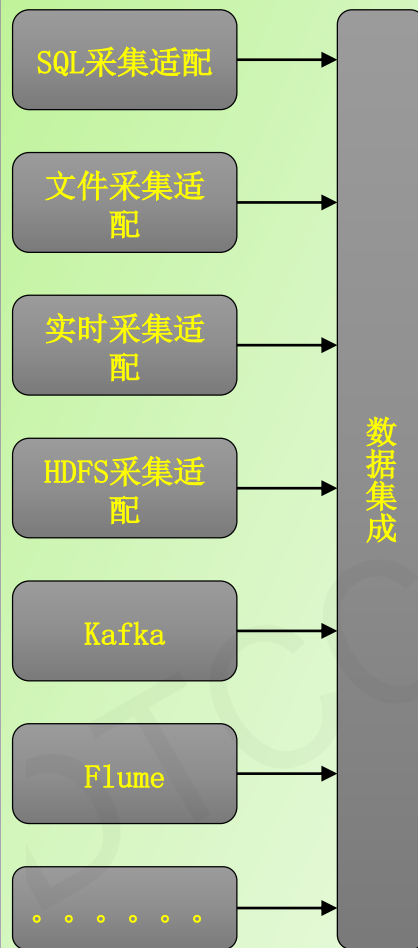 SQL采集适配
文件采集适
配
实时采集适
配
HDFS采集适
配
数据集成
Kafka
Flume
。。。。。。
DTCC